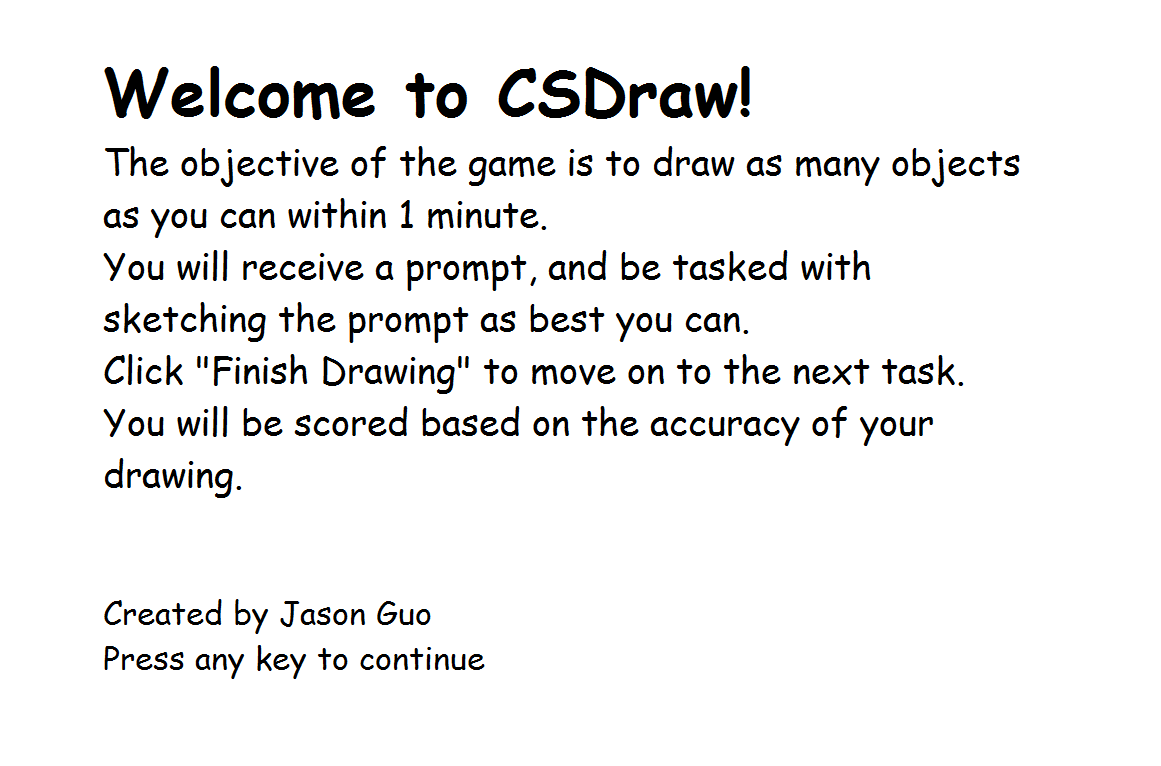 Welcome to CSDraw!
The objective of the game is to draw as many objects
as you can within 1 minute.
You will receive a prompt, and be tasked with
sketching the prompt as best you can.
Click "Finish Drawing" to move on to the next task.
You will be scored based on the accuracy of your
drawing.
Created by Jason Guo
Press any key to continue